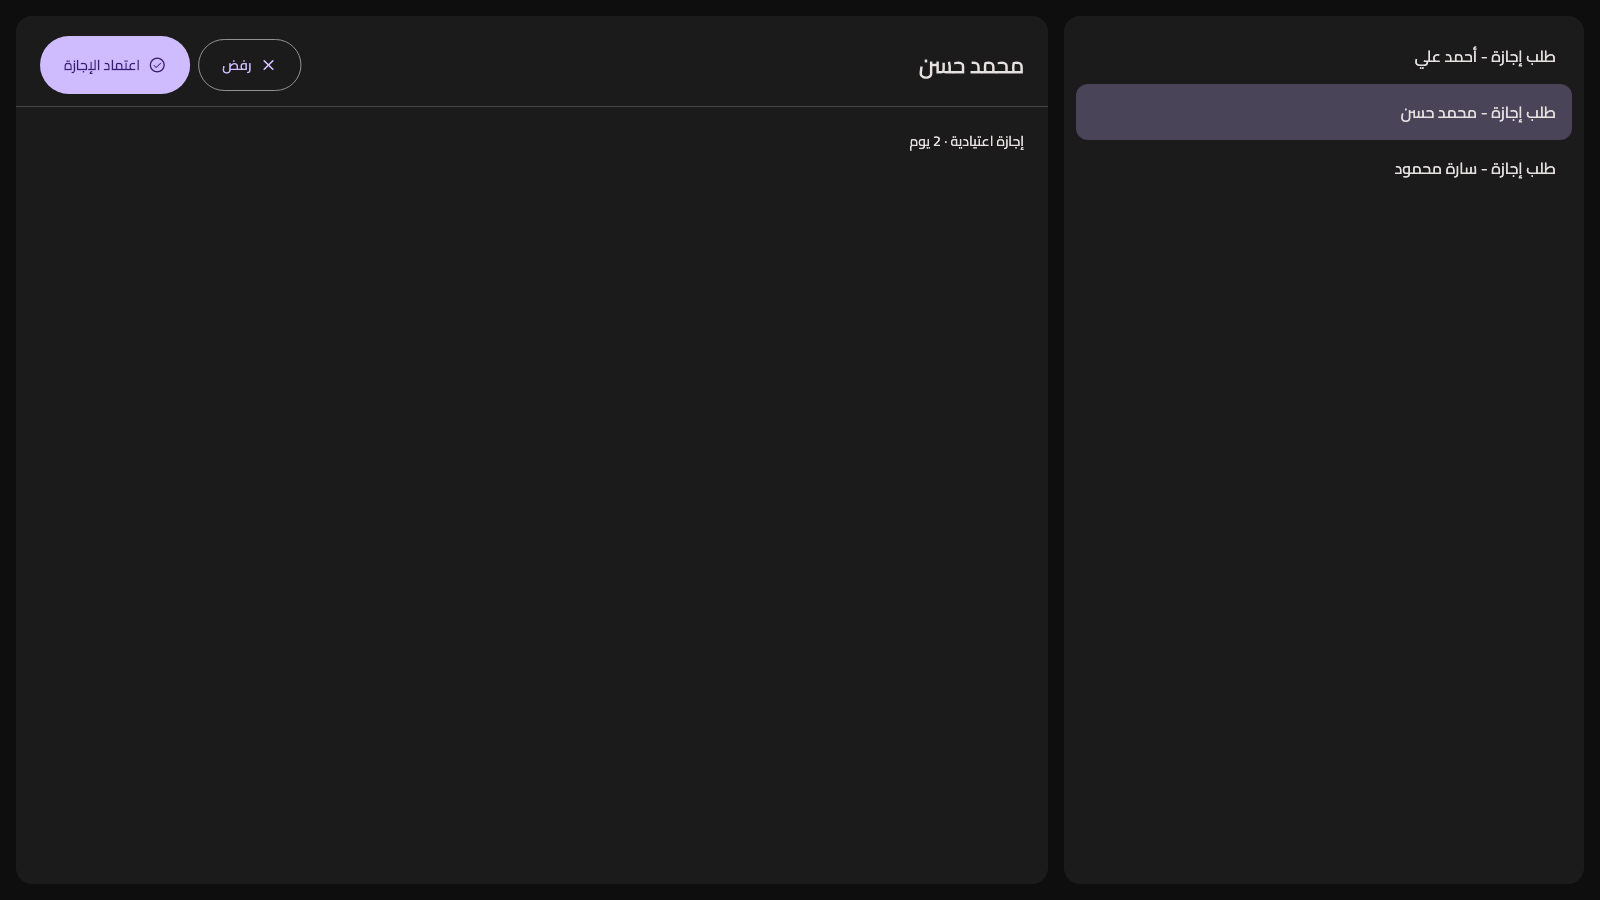 طلب إجازة - أحمد علي
طلب إجازة - محمد حسن
طلب إجازة - سارة محمود
محمد حسن
رفض
اعتماد الإجازة
إجازة اعتيادية · 2 يوم